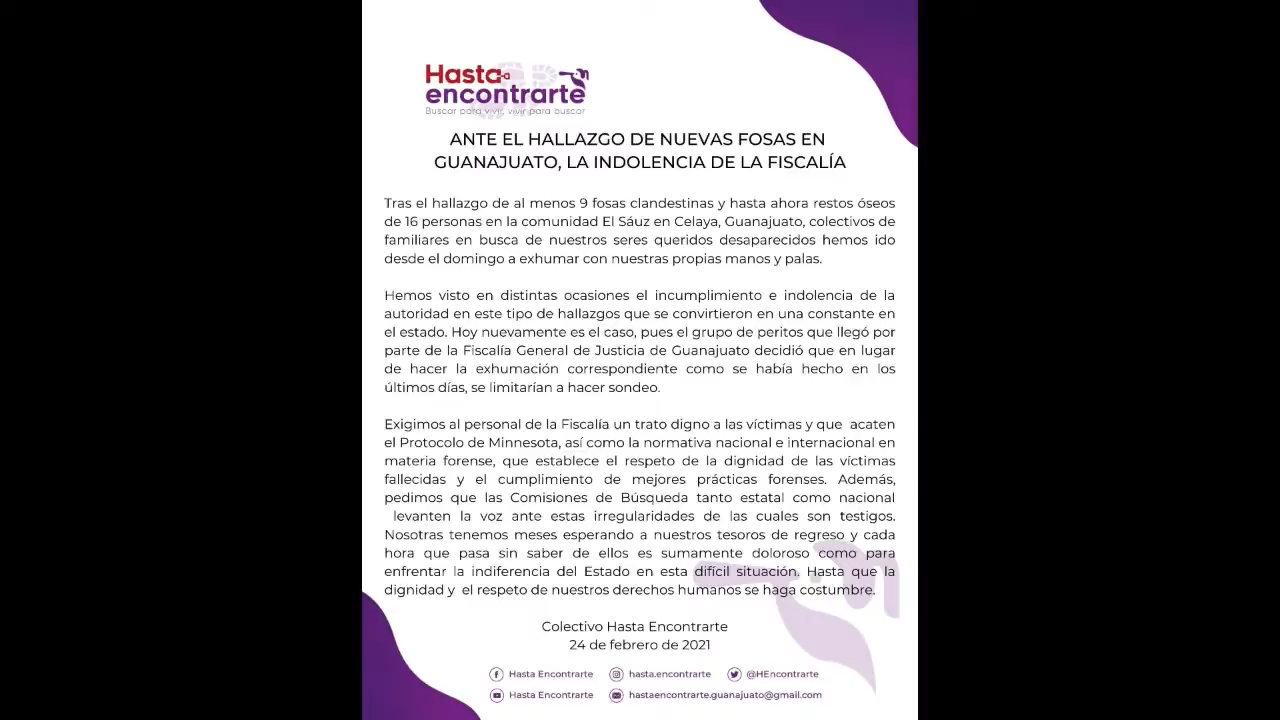 Hasta
encontrarte
Buscar para vivir, vivir para buscar
ANTE EL HALLAZGO DE NUEVAS FOSAS EN
GUANAJUATO, LA INDOLENCIA DE LA FISCALÍA
Tras el hallazgo de al menos 9 fosas clandestinas y hasta ahora restos óseos
de 16 personas en la comunidad El Sáuz en Celaya, Guanajuato, colectivos de
familiares en busca de nuestros seres queridos desaparecidos hemos ido
desde el domingo a exhumar con nuestras propias manos y palas.
Hemos visto en distintas ocasiones el incumplimiento e indolencia de la
autoridad en este tipo de hallazgos que se convirtieron en una constante en
el estado. Hoy nuevamente es el caso, pues el grupo de peritos que llegó por
parte de la Fiscalía General de Justicia de Guanajuato decidió que en lugar
de hacer la exhumación correspondiente como se había hecho en los
últimos días, se limitarían a hacer sondeo.
Exigimos al personal de la Fiscalía un trato digno a las víctimas y que acaten
el Protocolo de Minnesota, así como la normativa nacional e internacional en
materia forense, que establece el respeto de la dignidad de las víctimas
fallecidas y el cumplimiento de mejores prácticas forenses. Además,
pedimos que las Comisiones de Búsqueda tanto estatal como nacional
levanten la voz ante estas irregularidades de las cuales son testigos.
Nosotras tenemos meses esperando a nuestros tesoros de regreso y cada
hora que pasa sin saber de ellos es sumamente doloroso como para
enfrentar la indiferencia del Estado en esta difícil situación. Hasta que la
dignidad y el respeto de nuestros derechos humanos se haga costumbre.
Colectivo Hasta Encontrarte
24 de febrero de 2021
Hasta Encontrarte hasta.encontrarte @HEncontrarte
Hasta Encontrarte hastaencontrarte.guanajuato@gmail.com